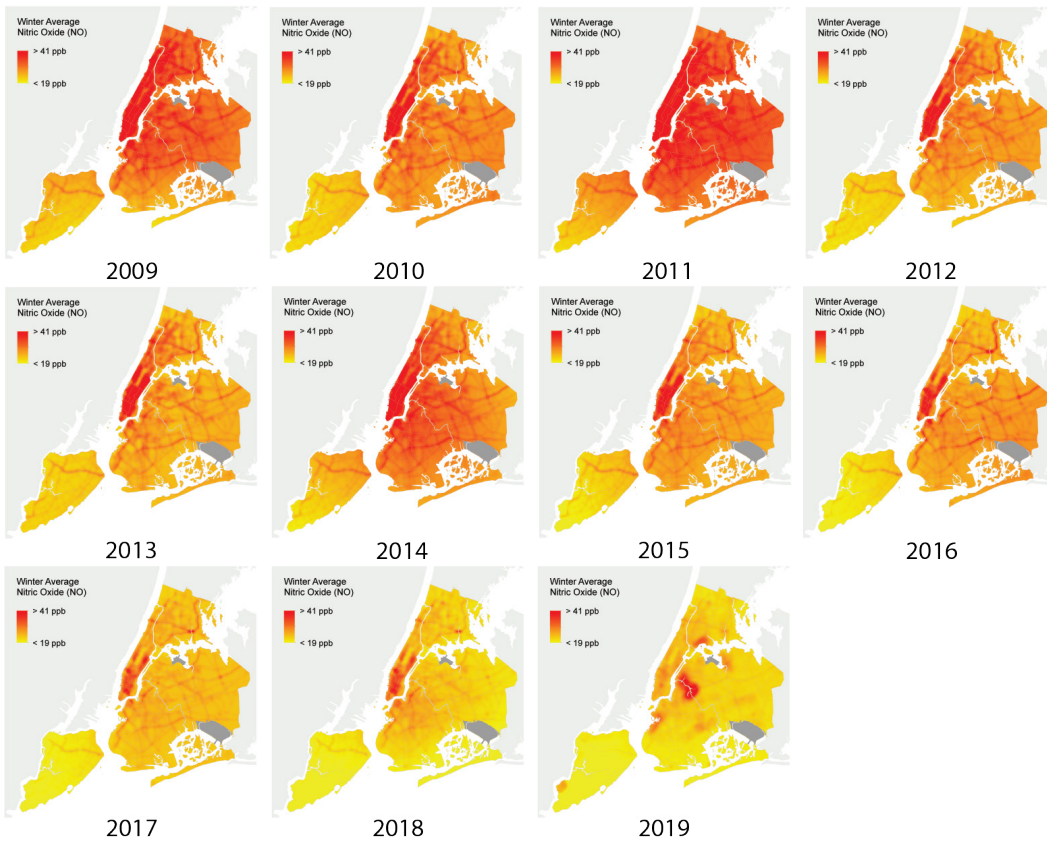 Winter Average
Nitric Oxide (NO)
> 41 ppb
< 19 ppb
2009
Winter Average
Nitric Oxide (NO)
> 41 ppb
< 19 ppb
2010
Winter Average
Nitric Oxide (NO)
> 41 ppb
< 19 ppb
2011
Winter Average
Nitric Oxide (NO)
> 41 ppb
< 19 ppb
2012
Winter Average
Nitric Oxide (NO)
> 41 ppb
< 19 ppb
2013
Winter Average
Nitric Oxide (NO)
> 41 ppb
< 19 ppb
2014
Winter Average
Nitric Oxide (NO)
> 41 ppb
< 19 ppb
2015
Winter Average
Nitric Oxide (NO)
> 41 ppb
< 19 ppb
2016
Winter Average
Nitric Oxide (NO)
> 41 ppb
< 19 ppb
2017
Winter Average
Nitric Oxide (NO)
> 41 ppb
< 19 ppb
2018
Winter Average
Nitric Oxide (NO)
> 41 ppb
< 19 ppb
2019